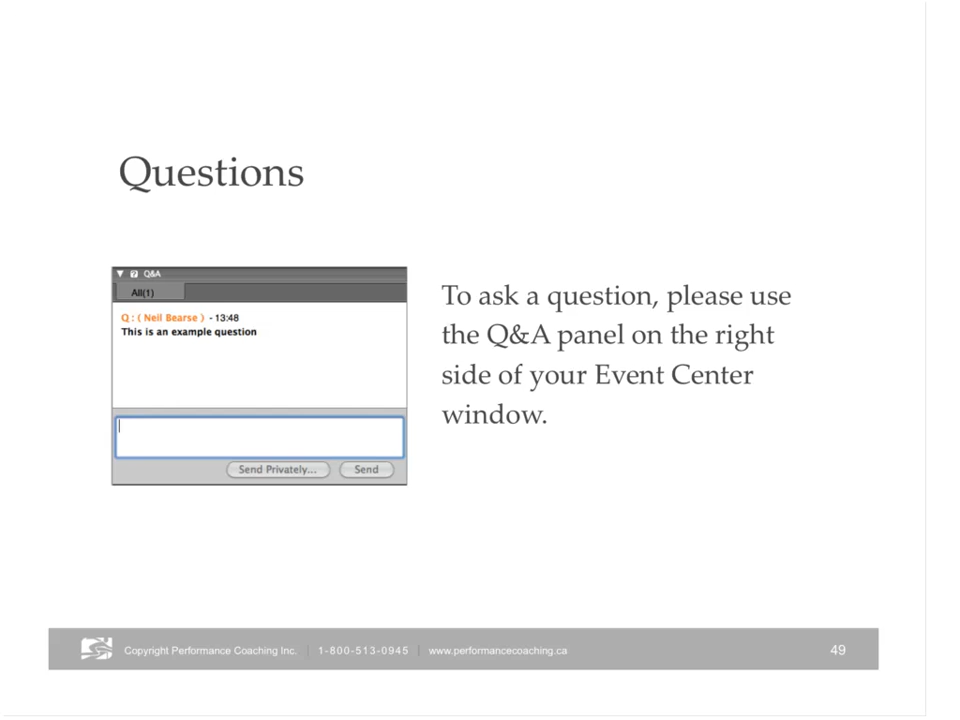 Questions
Q&A
All(1)
Q : ( Neil Bearse ) - 13:48
This is an example question
Send Privately... Send
To ask a question, please use
the Q&A panel on the right
side of your Event Center
window.
Copyright Performance Coaching Inc. | 1-800-513-0945 | www.performancecoaching.ca 49